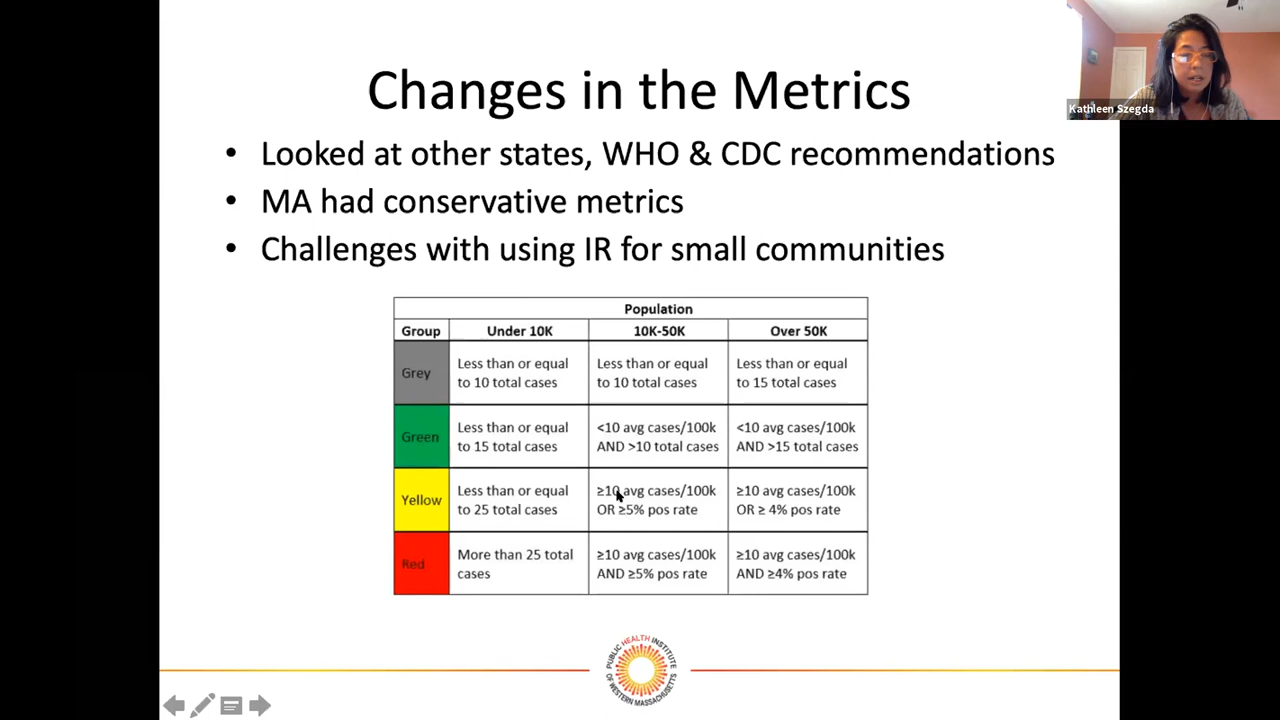 Changes in the Metrics
Kathleen Szegda
• Looked at other states, WHO & CDC recommendations
• MA had conservative metrics
• Challenges with using IR for small communities
Population
Group Under 10K 10K-50K Over 50K
Grey
Less than or equal
to 10 total cases
Less than or equal
to 10 total cases
Less than or equal
to 15 total cases
Green
Less than or equal
to 15 total cases
<10 avg cases/100k
AND >10 total cases
<10 avg cases/100k
AND >15 total cases
Yellow
Less than or equal
to 25 total cases
≥10 avg cases/100k
OR ≥5% pos rate
≥10 avg cases/100k
OR ≥ 4% pos rate
Red
More than 25 total
cases
≥10 avg cases/100k
AND ≥5% pos rate
≥10 avg cases/100k
AND ≥4% pos rate
PUBLIC HEALTH INSTITUTE
OF WESTERN MASSACHUSETTS